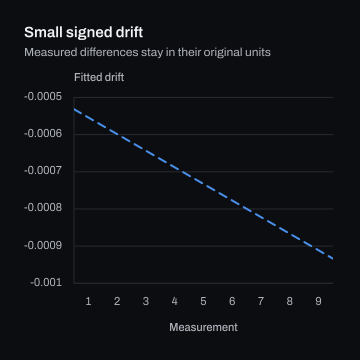 Small signed drift
Measured differences stay in their original units
Fitted drift
-0.0005
-0.0006
-0.0007
-0.0008
-0.0009
-0.001
1 2 3 4 5 6 7 8 9
Measurement